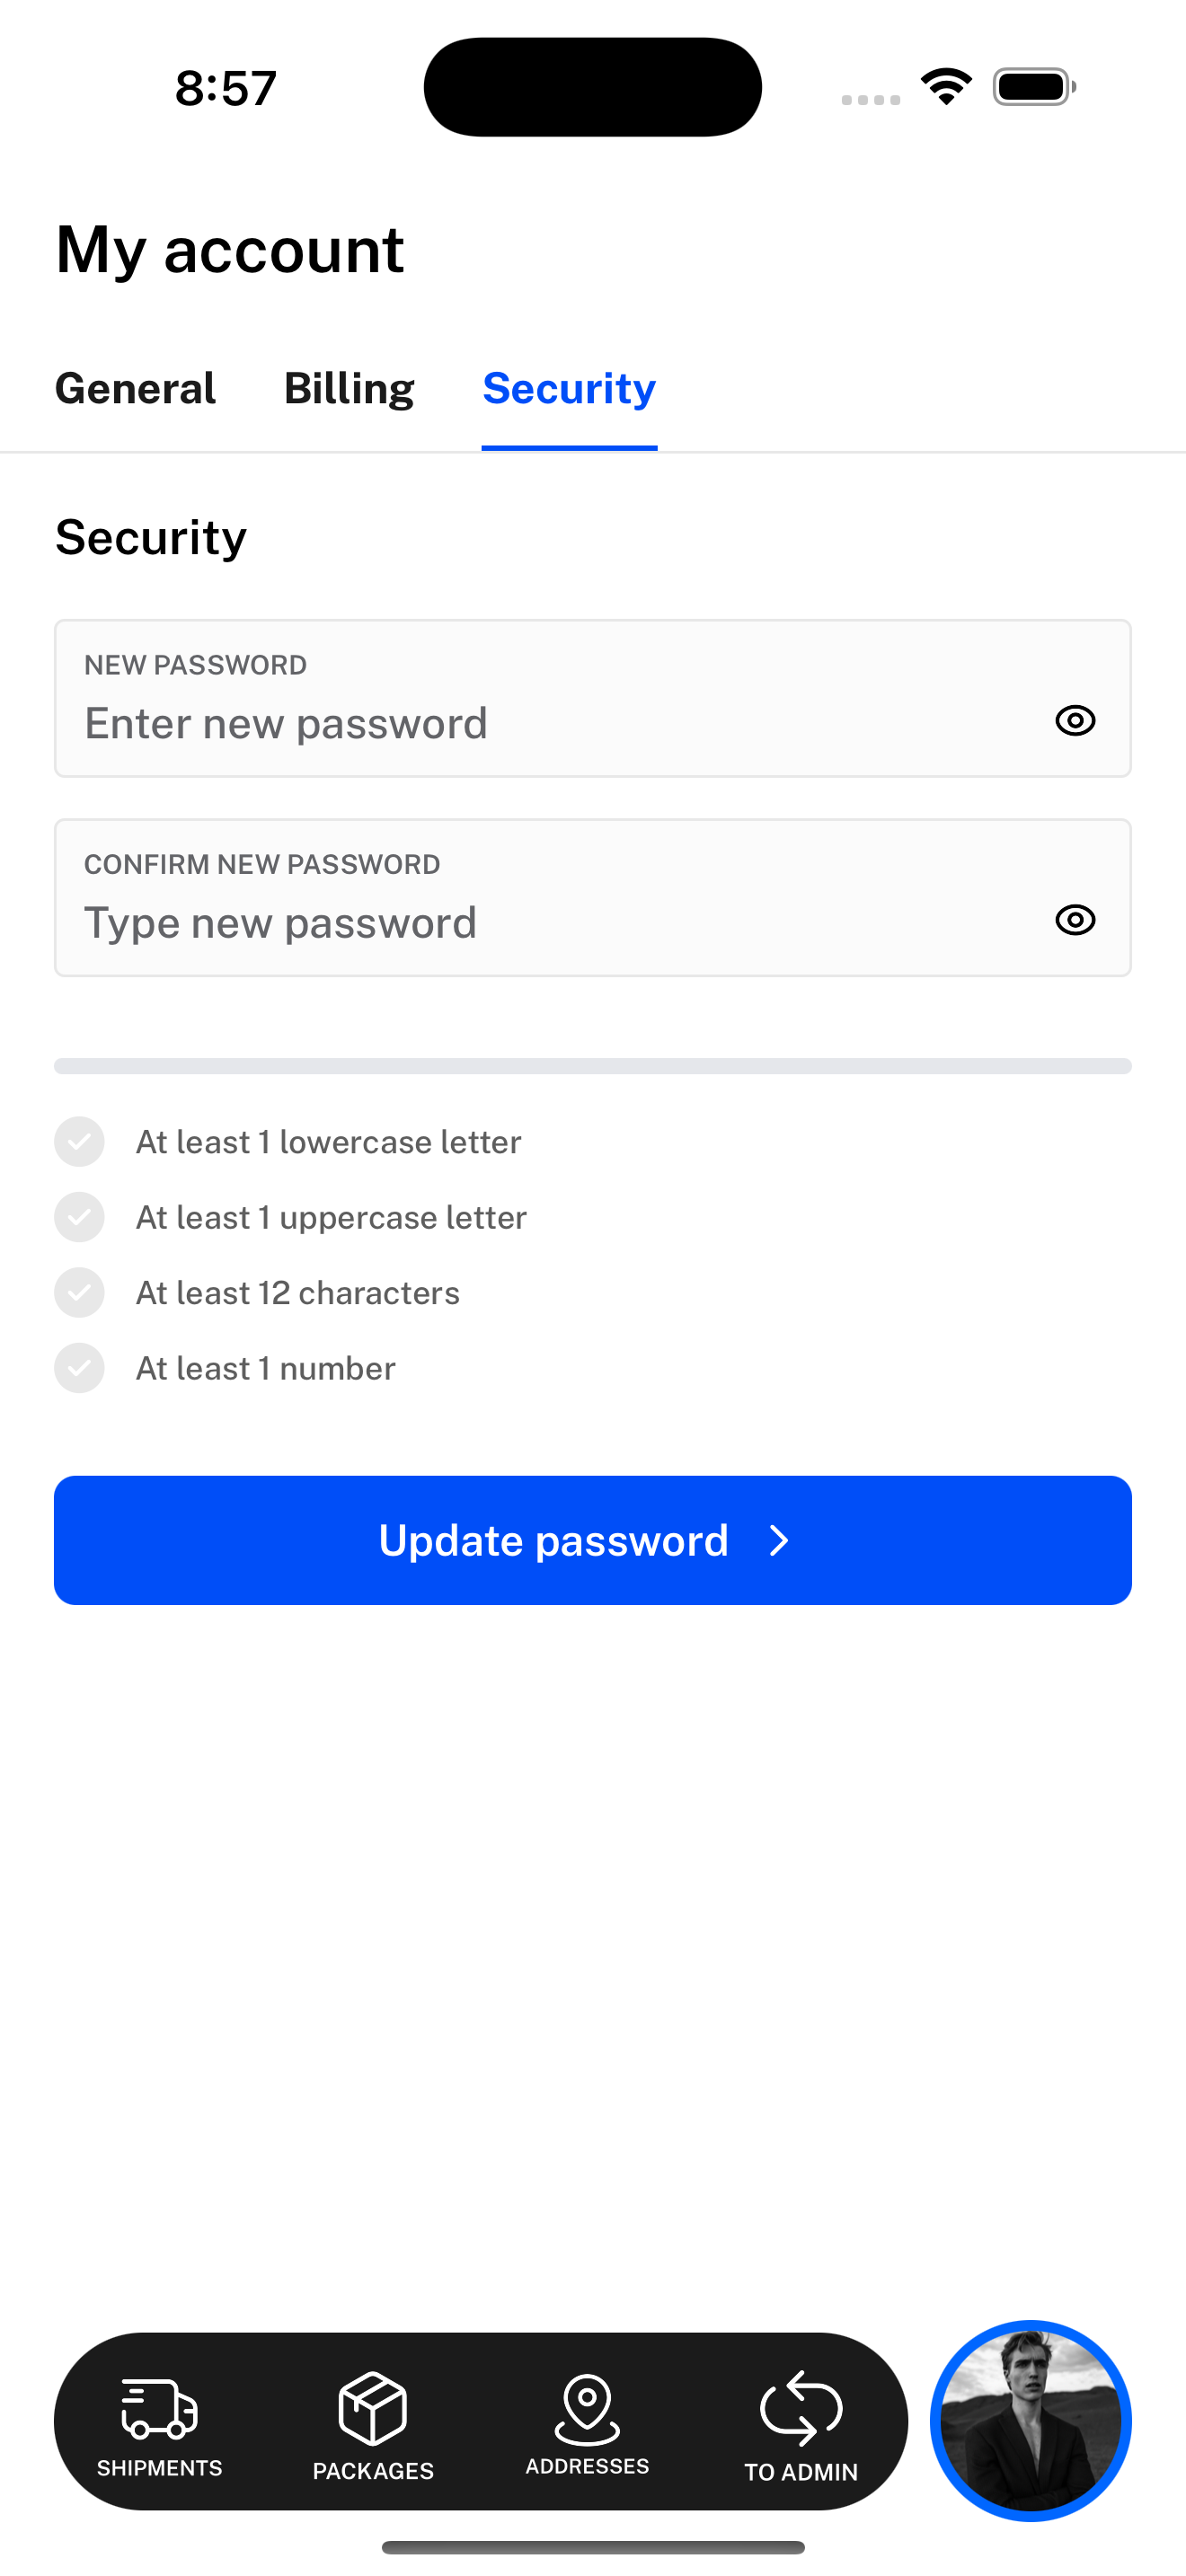 8:57
My account
General Billing Security
Security
NEW PASSWORD
Enter new password
CONFIRM NEW PASSWORD
Type new password
At least 1 lowercase letter
At least 1 uppercase letter
At least 12 characters
At least 1 number
Update password
SHIPMENTS PACKAGES ADDRESSES TO ADMIN